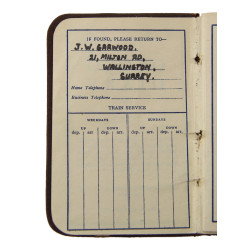 IF FOUND, PLEASE RETURN TO—
J. W. GARWOOD.
21, MILTON RD,
WALLINGTON,
SURREY.
Home Telephone
Business Telephone
TRAIN SERVICE
WEEKDAYS SUNDAYS
UP DOWN UP DOWN
dep. arr. dep. arr. dep. arr. dep. arr.